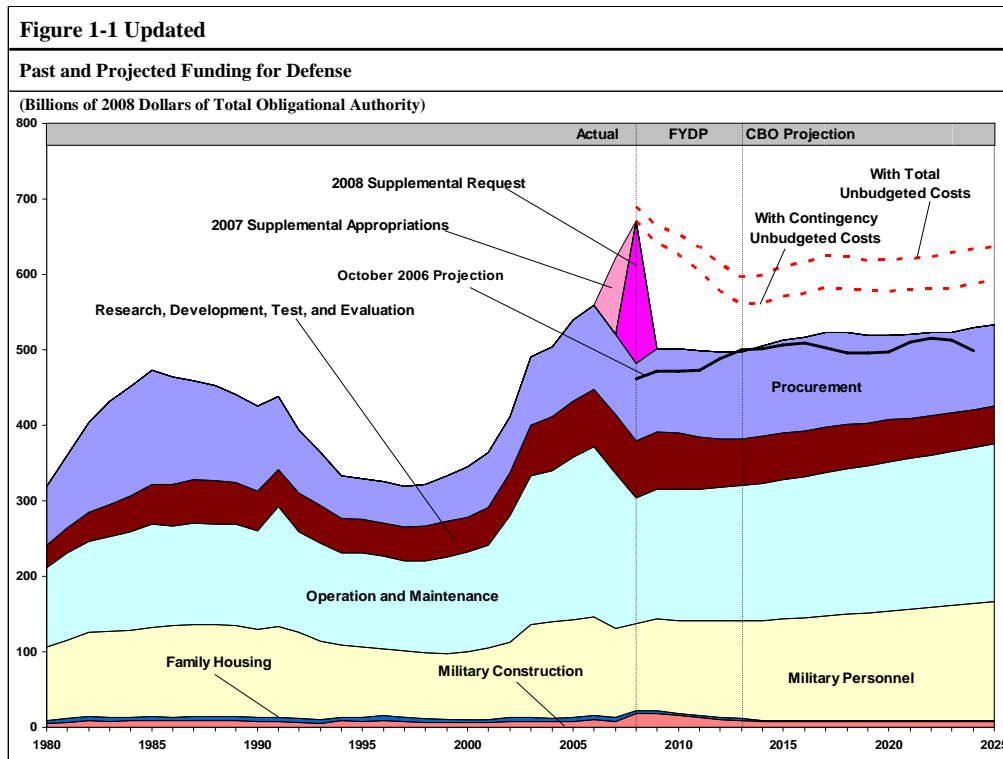 Figure 1-1 Updated
Past and Projected Funding for Defense
(Billions of 2008 Dollars of Total Obligational Authority)
800
Actual
FYDP
CBO Projection
700
2008 Supplemental Request
With Total
Unbudgeted Costs
2007 Supplemental Appropriations
With Contingency
Unbudgeted Costs
600
October 2006 Projection
Research, Development, Test, and Evaluation
500
Procurement
400
300
200
Operation and Maintenance
100
Family Housing
Military Construction
Military Personnel
0
1980 1985 1990 1995 2000 2005 2010 2015 2020 2025